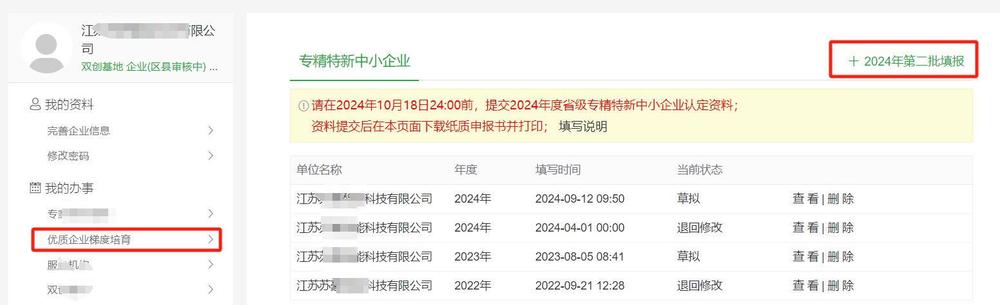 江苏 有限公
司
双创基地 企业(区县审核中) ...
我的资料
完善企业信息
修改密码
我的办事
专家
优质企业梯度培育
服 机构
双创
专精特新中小企业
＋ 2024年第二批填报
请在2024年10月18日24:00前，提交2024年度省级专精特新中小企业认定资料；
资料提交后在本页面下载纸质申报书并打印； 填写说明
单位名称 年度 填写时间 当前状态
江苏 科技有限公司 2024年 2024-09-12 09:50 草拟 查 看 | 删 除
江苏 能科技有限公司 2024年 2024-04-01 00:00 退回修改 查 看 | 删 除
江苏 能科技有限公司 2023年 2023-08-05 08:41 草拟 查 看 | 删 除
江苏苏 科技有限公司 2022年 2022-09-21 12:28 退回修改 查 看 | 删 除